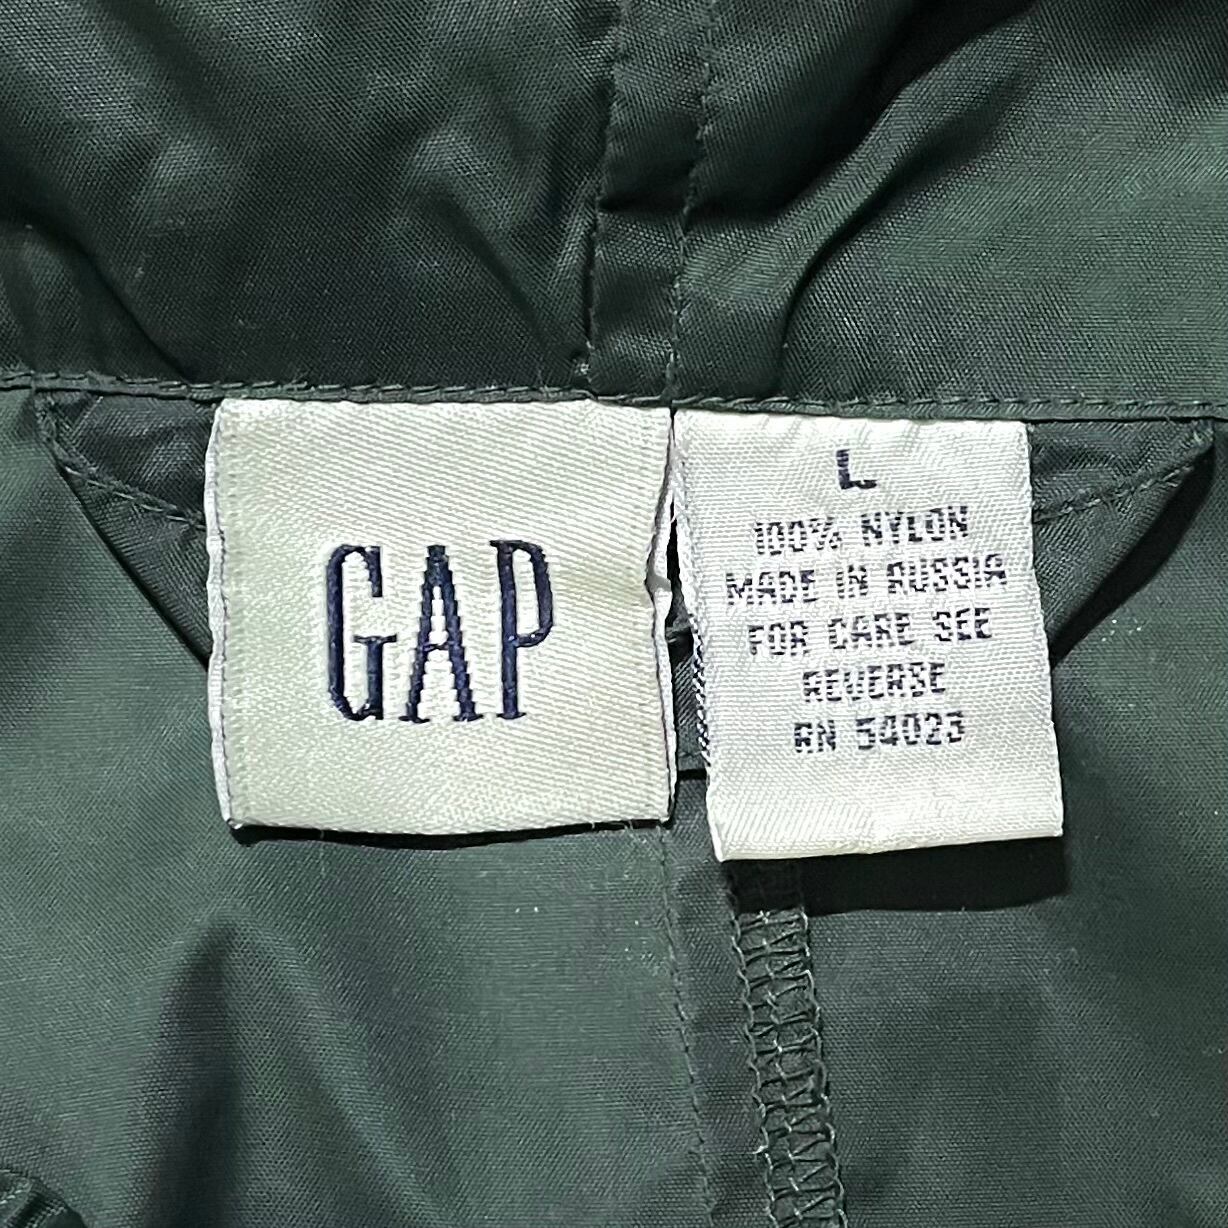 GAP
L
100% NYLON
MADE IN RUSSIA
FOR CARE SEE
REVERSE
RN 54023